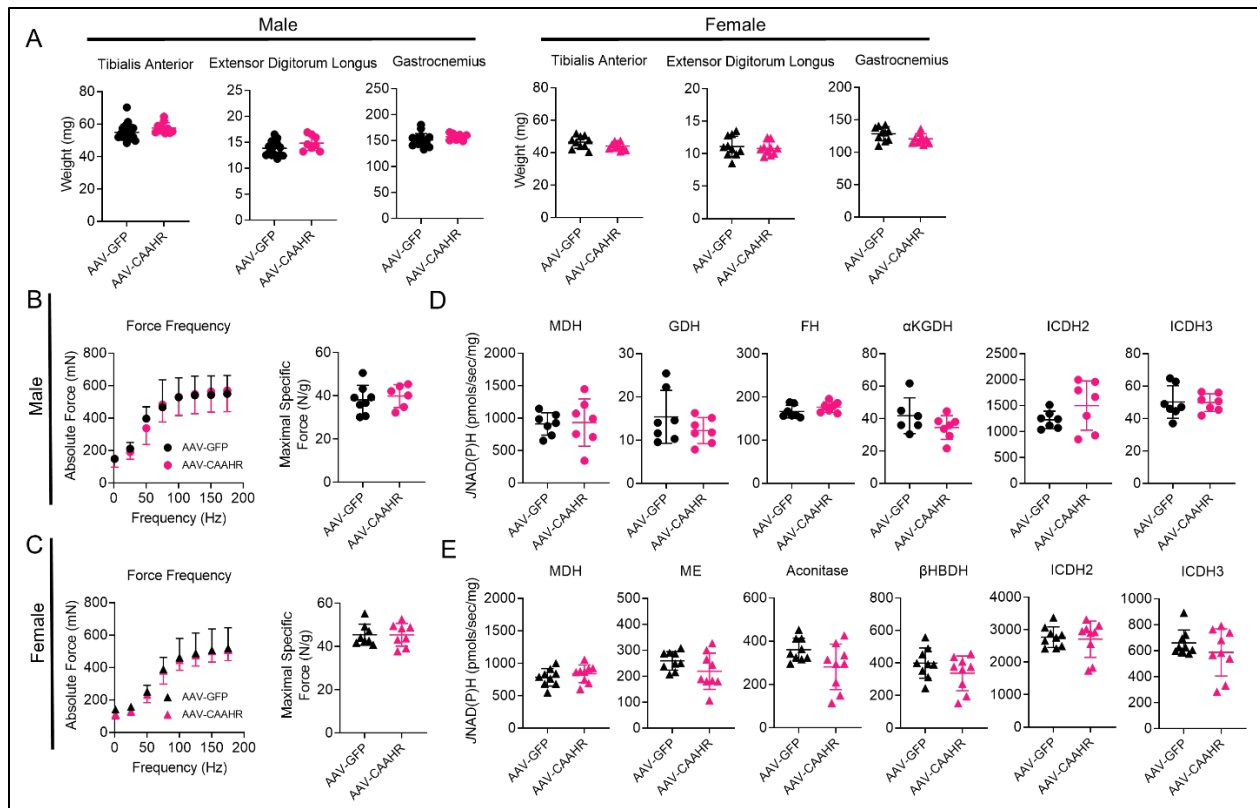 A
Male
Female
Tibialis Anterior
Extensor Digitorum Longus
Gastrocnemius
Tibialis Anterior
Extensor Digitorum Longus
Gastrocnemius
Weight (mg)
80
60
40
20
0
25
20
15
10
5
0
250
200
150
100
50
0
Weight (mg)
80
60
40
20
0
20
15
10
5
0
200
150
100
50
0
AAV-GFP
AAV-CAAHR
AAV-GFP
AAV-CAAHR
AAV-GFP
AAV-CAAHR
AAV-GFP
AAV-CAAHR
AAV-GFP
AAV-CAAHR
AAV-GFP
AAV-CAAHR
Male
B
Force Frequency
Absolute Force (mN)
800
600
400
200
0
AAV-GFP
AAV-CAAHR
0
50
100
150
200
Frequency (Hz)
Maximal Specific
Force (N/g)
60
40
20
0
AAV-GFP
AAV-CAAHR
D
MDH
GDH
FH
αKGDH
ICDH2
ICDH3
JNAD(P)H (pmols/sec/mg)
2000
1500
1000
500
0
30
20
10
0
300
200
100
0
80
60
40
20
0
2500
2000
1500
1000
500
0
80
60
40
20
0
AAV-GFP
AAV-CAAHR
AAV-GFP
AAV-CAAHR
AAV-GFP
AAV-CAAHR
AAV-GFP
AAV-CAAHR
AAV-GFP
AAV-CAAHR
AAV-GFP
AAV-CAAHR
Female
C
Force Frequency
Absolute Force (mN)
800
600
400
200
0
AAV-GFP
AAV-CAAHR
0
50
100
150
200
Frequency (Hz)
Maximal Specific
Force (N/g)
60
40
20
0
AAV-GFP
AAV-CAAHR
E
MDH
ME
Aconitase
βHBDH
ICDH2
ICDH3
JNAD(P)H (pmols/sec/mg)
2000
1500
1000
500
0
500
400
300
200
100
0
600
400
200
0
800
600
400
200
0
4000
3000
2000
1000
0
1000
800
600
400
200
0
AAV-GFP
AAV-CAAHR
AAV-GFP
AAV-CAAHR
AAV-GFP
AAV-CAAHR
AAV-GFP
AAV-CAAHR
AAV-GFP
AAV-CAAHR
AAV-GFP
AAV-CAAHR